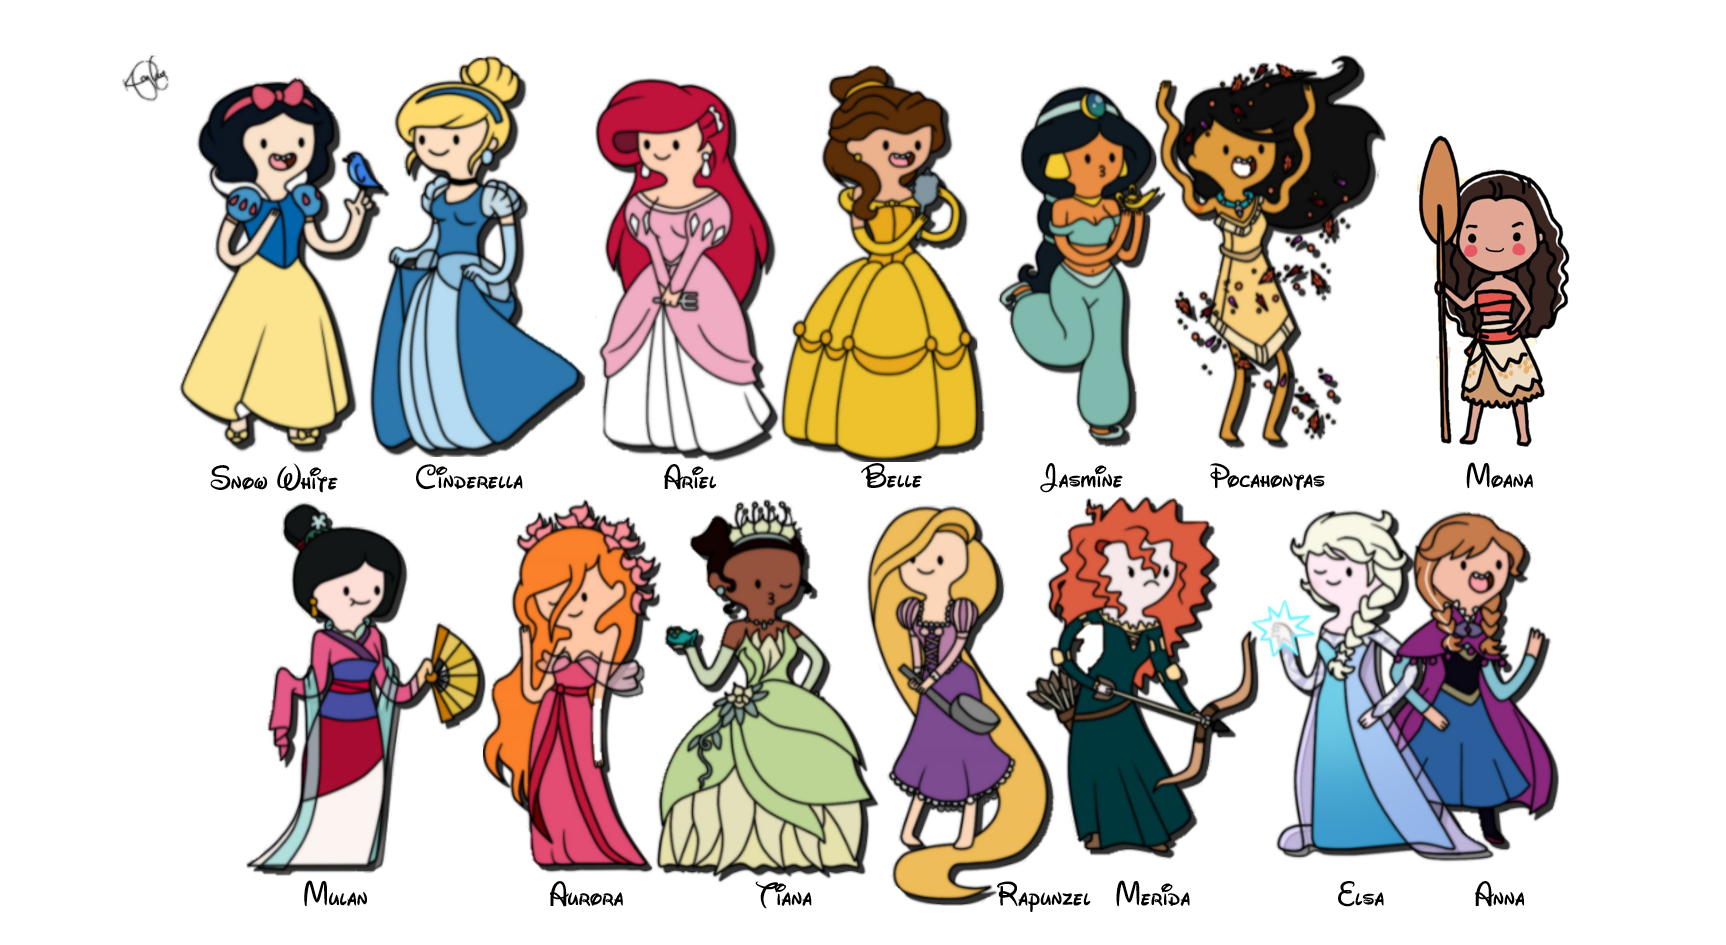 Snow White
Cinderella
Ariel
Belle
Jasmine
Pocahontas
Moana
Mulan
Aurora
Tiana
Rapunzel
Merida
Elsa
Anna